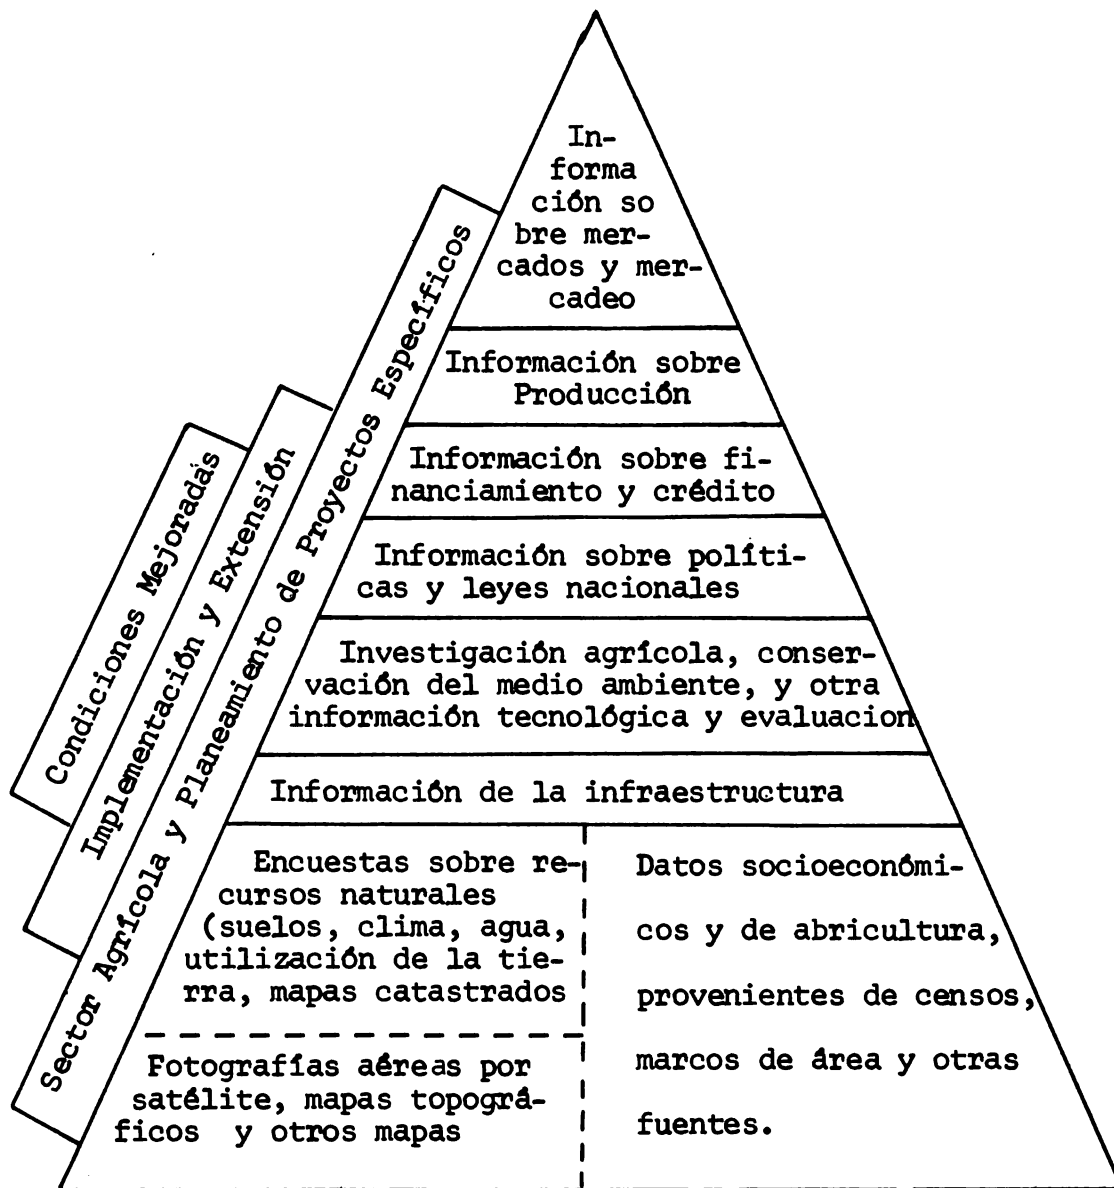 In-
forma
ción so
bre mer-
cados y mer-
cadeo
Información sobre
Producción
Información sobre fi-
nanciamiento y crédito
Información sobre políti-
cas y leyes nacionales
Investigación agrícola, conser-
vación del medio ambiente, y otra
información tecnológica y evaluacion
Información de la infraestructura
Encuestas sobre re-
cursos naturales
(suelos, clima, agua,
utilización de la tie-
rra, mapas catastrados
Fotografías aéreas por
satélite, mapas topográ-
ficos y otros mapas
Datos socioeconómi-
cos y de abricultura,
provenientes de censos,
marcos de área y otras
fuentes.
Condiciones Mejoradás
Implementación y Extensión
Sector Agrícola y Planeamiento de Proyectos Específicos